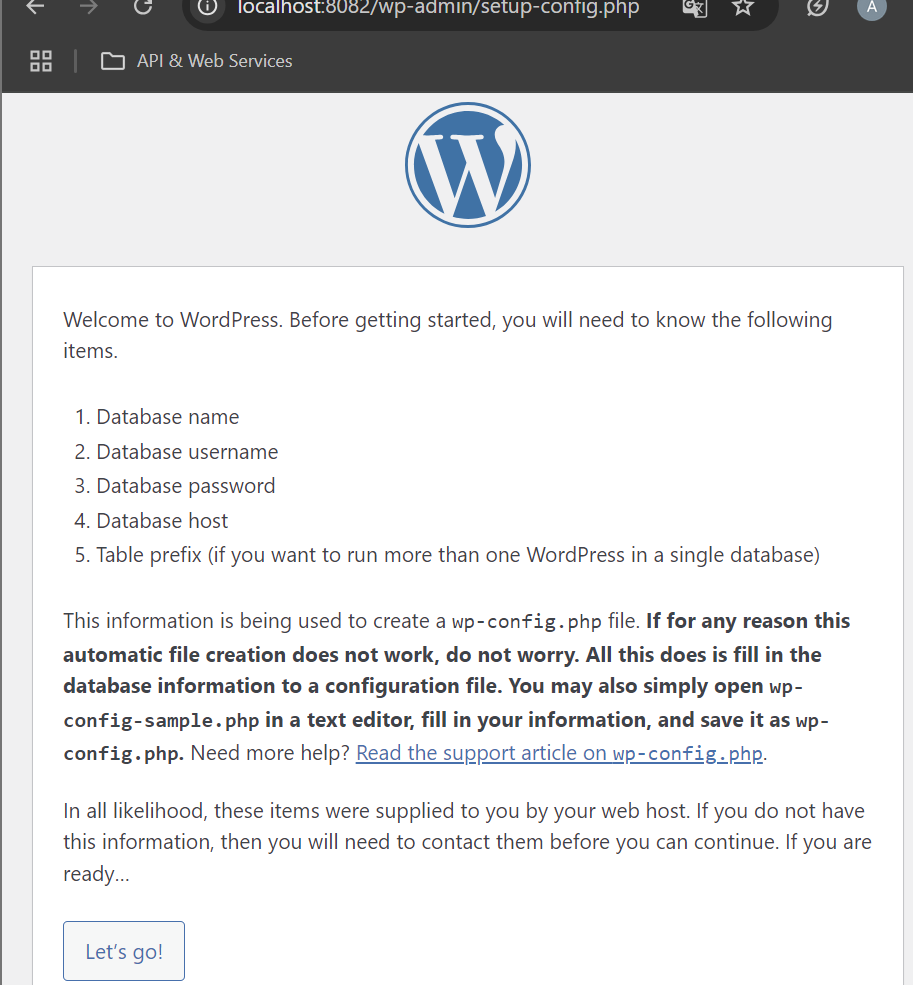 localhost:8082/wp-admin/setup-config.php
A
API & Web Services
Welcome to WordPress. Before getting started, you will need to know the following
items.
1. Database name
2. Database username
3. Database password
4. Database host
5. Table prefix (if you want to run more than one WordPress in a single database)
This information is being used to create a wp-config.php file. If for any reason this
automatic file creation does not work, do not worry. All this does is fill in the
database information to a configuration file. You may also simply open wp-
config-sample.php in a text editor, fill in your information, and save it as wp-
config.php. Need more help? Read the support article on wp-config.php.
In all likelihood, these items were supplied to you by your web host. If you do not have
this information, then you will need to contact them before you can continue. If you are
ready…
Let’s go!